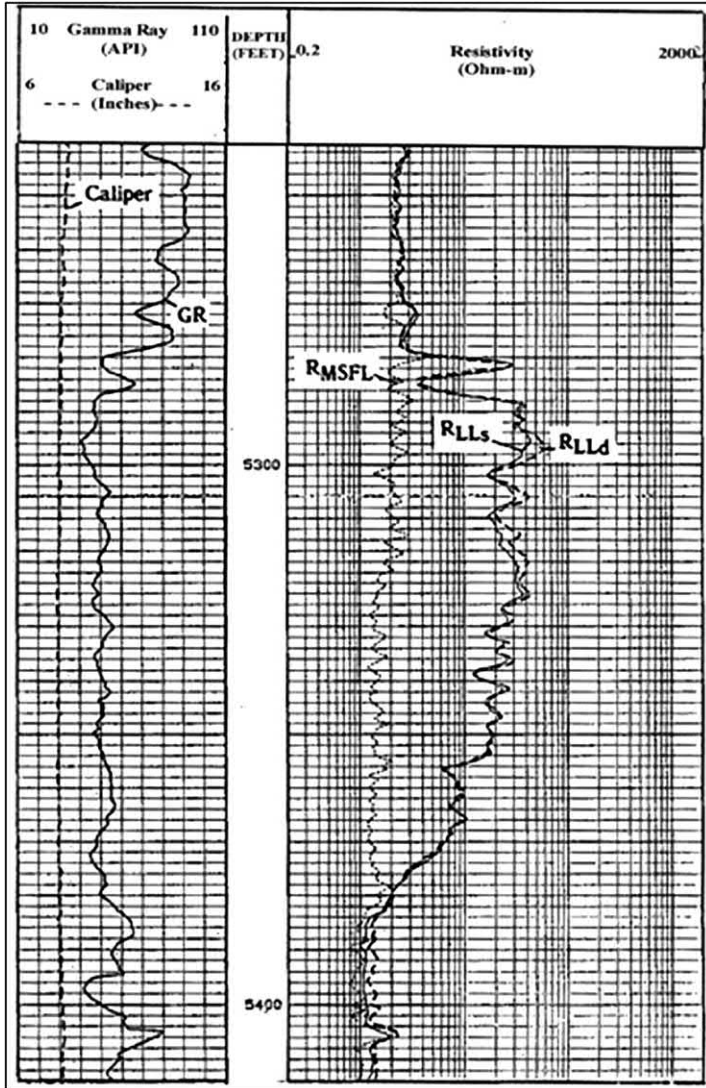 10 Gamma Ray 110
(API)
6 Caliper 16
(Inches)
DEPTH
(FEET)
0.2 Resistivity 2000
(Ohm-m)
Caliper
GR
RMSFL
RLLs
RLLd
5300
5400